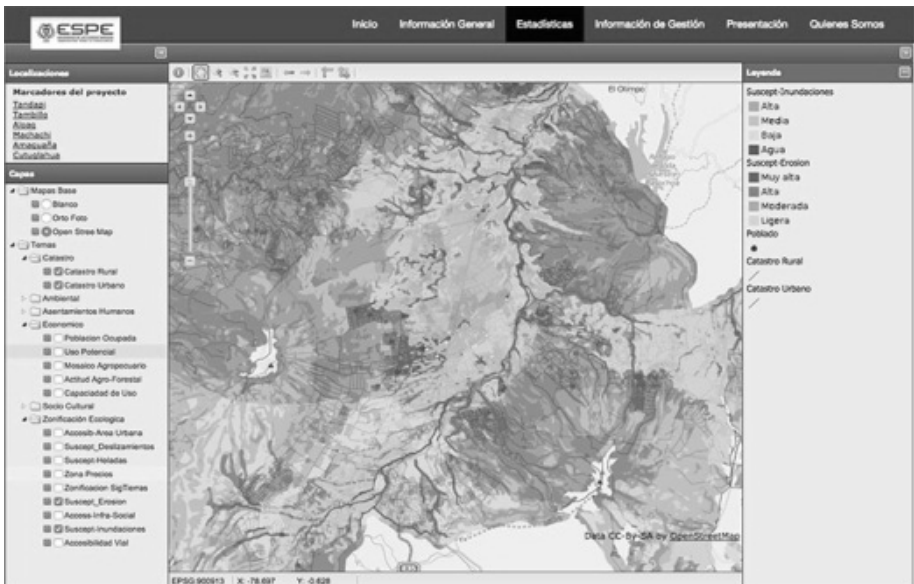 ESPE
Inicio Información General Estadísticas Información de Gestión Presentación Quienes Somos
Localizaciones
Marcadores del proyecto
Tandapi
Tambillo
Aloag
Machachi
Amaguaña
Cutuglahua
Capas
Mapas Base
Blanco
Orto Foto
Open Stree Map
Temas
Catastro
Catastro Rural
Catastro Urbano
Ambiental
Asentamientos Humanos
Economico
Poblacion Ocupada
Uso Potencial
Mosaico Agropecuario
Actitud Agro-Forestal
Capaciadad de Uso
Socio Cultural
Zonificación Ecologica
Accesib-Area Urbana
Suscept_Deslizamientos
Suscept-Heladas
Zona Precios
Zonificacion SigTierras
Suscept_Erosion
Access-Infra-Social
Suscept-Inundaciones
Accesibilidad Vial
El Olimpo
E35
Data CC-By-SA by OpenStreetMap
EPSG:900913 X: -78.697 Y: -0.628
Leyenda
Suscept-Inundaciones
Alta
Media
Baja
Agua
Suscept-Erosion
Muy alta
Alta
Moderada
Ligera
Poblado
Catastro Rural
Catastro Urbano